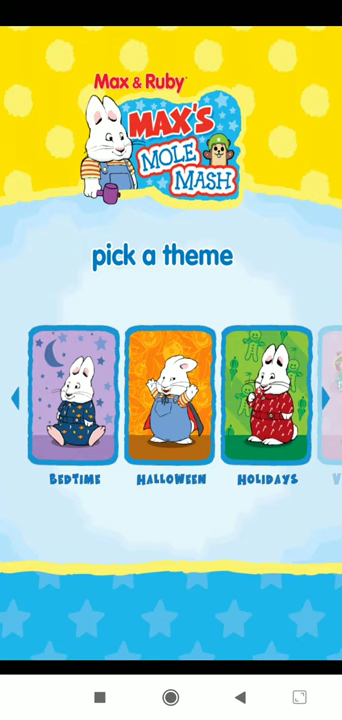 Max & Ruby
MAX'S
MOLE
MASH
pick a theme
BEDTIME
HALLOWEEN
HOLIDAYS
V